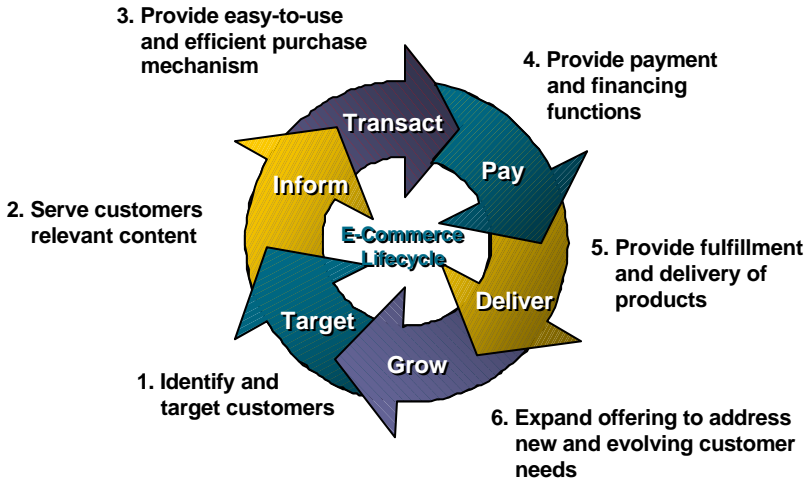 3. Provide easy-to-use
and efficient purchase
mechanism
4. Provide payment
and financing
functions
Transact
Pay
Inform
2. Serve customers
relevant content
E-Commerce
Lifecycle
5. Provide fulfillment
and delivery of
products
Deliver
Target
Grow
1. Identify and
target customers
6. Expand offering to address
new and evolving customer
needs